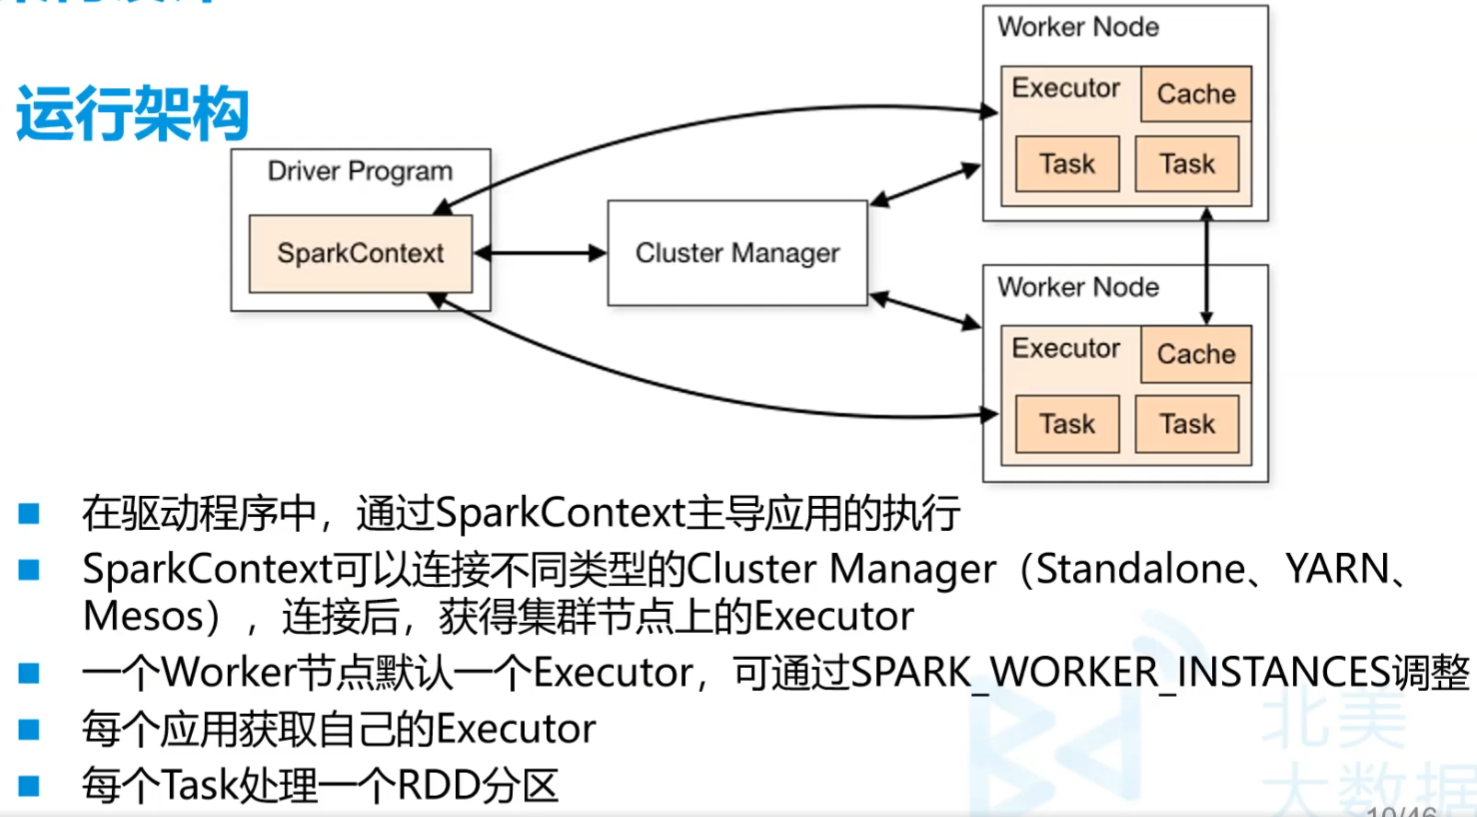 运行架构
Worker Node
Executor
Cache
Task
Task
Driver Program
SparkContext
Cluster Manager
Worker Node
Executor
Cache
Task
Task
在驱动程序中，通过SparkContext主导应用的执行
SparkContext可以连接不同类型的Cluster Manager（Standalone、YARN、
Mesos），连接后，获得集群节点上的Executor
一个Worker节点默认一个Executor，可通过SPARK_WORKER_INSTANCES调整
每个应用获取自己的Executor
每个Task处理一个RDD分区
北美
大数据
10/46